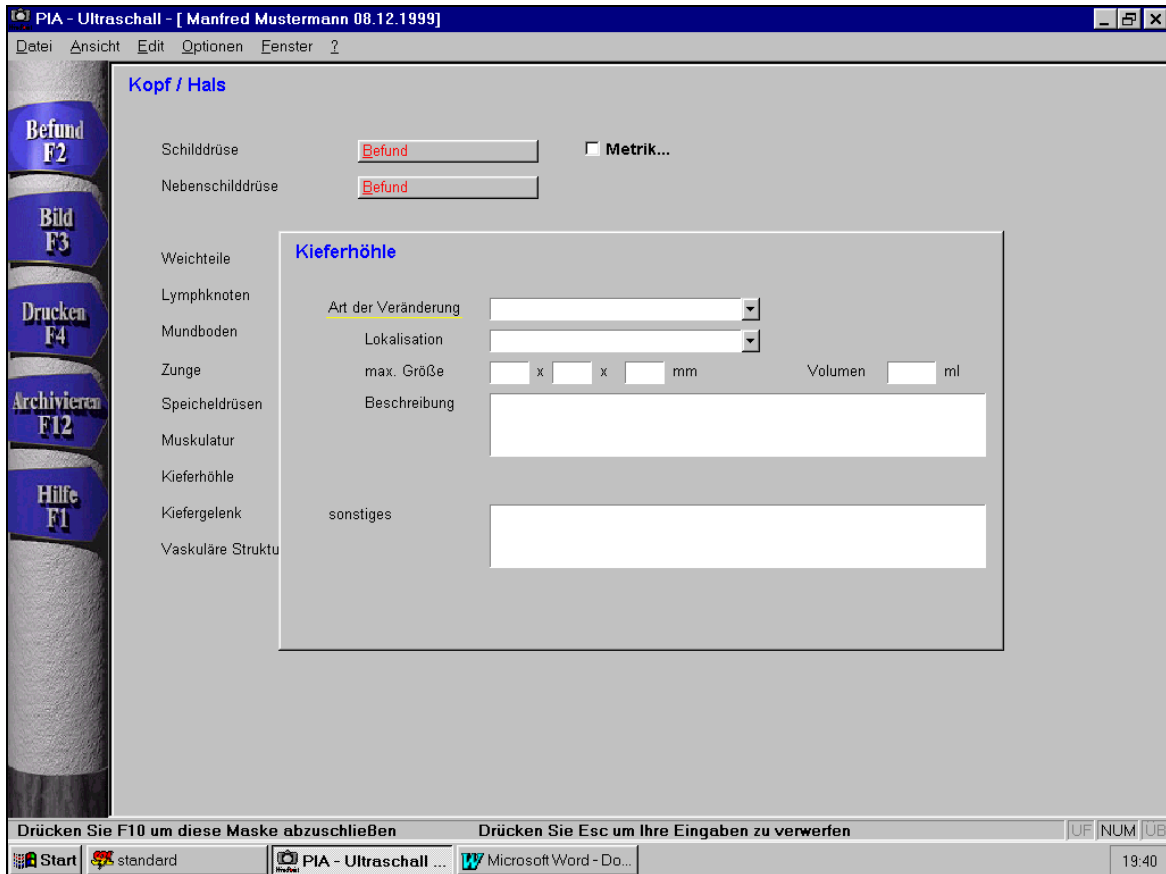 PIA - Ultraschall - [ Manfred Mustermann 08.12.1999]
Datei Ansicht Edit Optionen Fenster ?
Befund
F2
Bild
F3
Drucken
F4
Archivieren
F12
Hilfe
F1
Kopf / Hals
Schilddrüse Befund Metrik...
Nebenschilddrüse Befund
Weichteile
Lymphknoten
Mundboden
Zunge
Speicheldrüsen
Muskulatur
Kieferhöhle
Kiefergelenk
Vaskuläre Struktu
Kieferhöhle
Art der Veränderung
Lokalisation
max. Größe x x mm Volumen ml
Beschreibung
sonstiges
Drücken Sie F10 um diese Maske abzuschließen Drücken Sie Esc um Ihre Eingaben zu verwerfen UF NUM ÜB
Start standard PIA - Ultraschall ... Microsoft Word - Do... 19:40